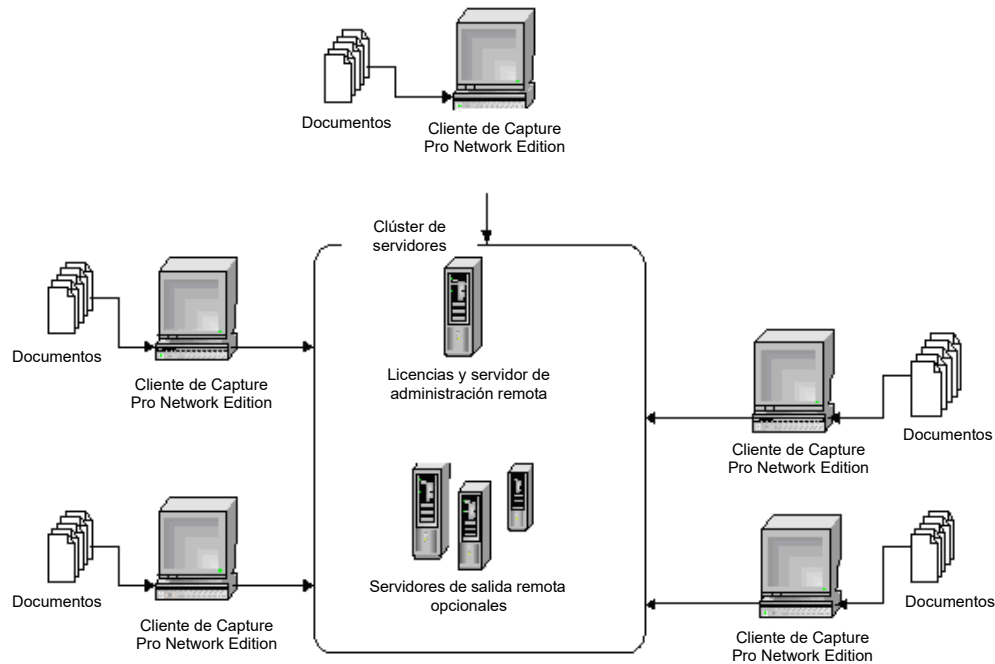 Documentos
Cliente de Capture
Pro Network Edition
Clúster de
servidores
Documentos
Cliente de Capture
Pro Network Edition
Licencias y servidor de
administración remota
Cliente de Capture
Pro Network Edition
Documentos
Documentos
Cliente de Capture
Pro Network Edition
Servidores de salida remota
opcionales
Cliente de Capture
Pro Network Edition
Documentos